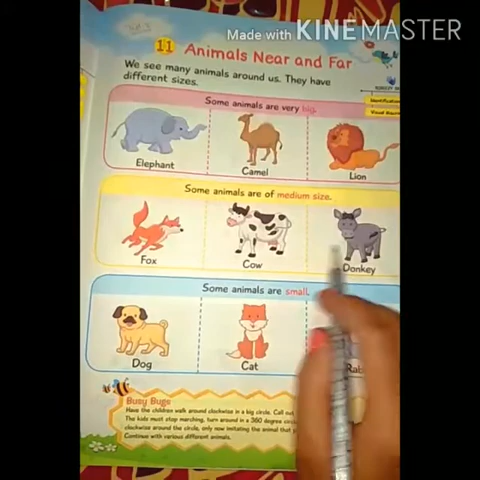 Made with KINEMASTER
11 Animals Near and Far
We see many animals around us. They have
different sizes.
Some animals are very big.
Elephant
Camel
Lion
Some animals are of medium size.
Fox
Cow
Donkey
Some animals are small.
Dog
Cat
Busy Bugs
Have the children walk around clockwise in a big circle. Call out
The kids must stop marching, turn around in a 360 degree
clockwise around the circle, only now imitating the animal that
Continue with various different animals.